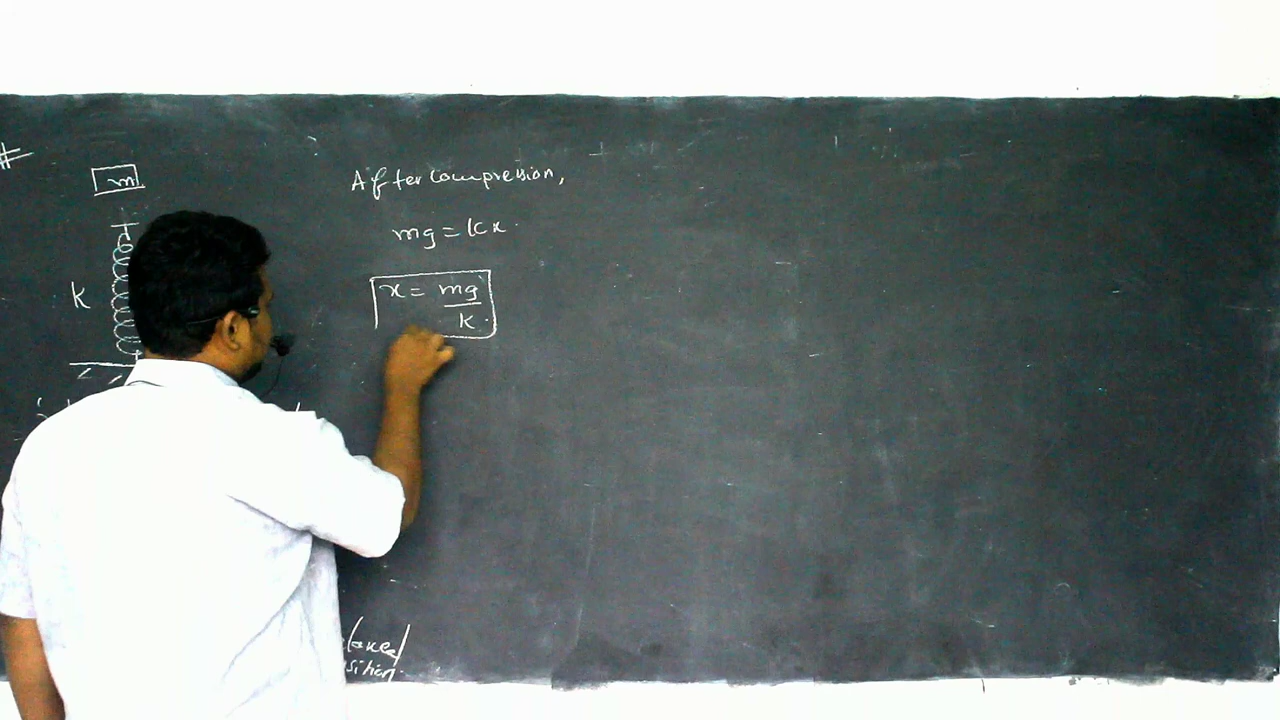 #
m
k
After compression,
mg = kx.
x = mg/k.